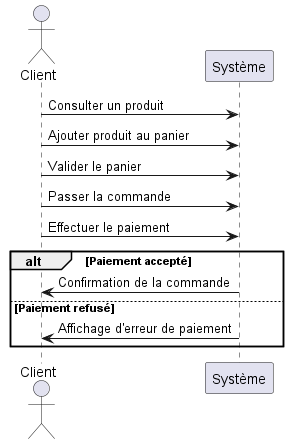 Client
Système
Consulter un produit
Ajouter produit au panier
Valider le panier
Passer la commande
Effectuer le paiement
alt [Paiement accepté]
Confirmation de la commande
[Paiement refusé]
Affichage d'erreur de paiement
Client
Système